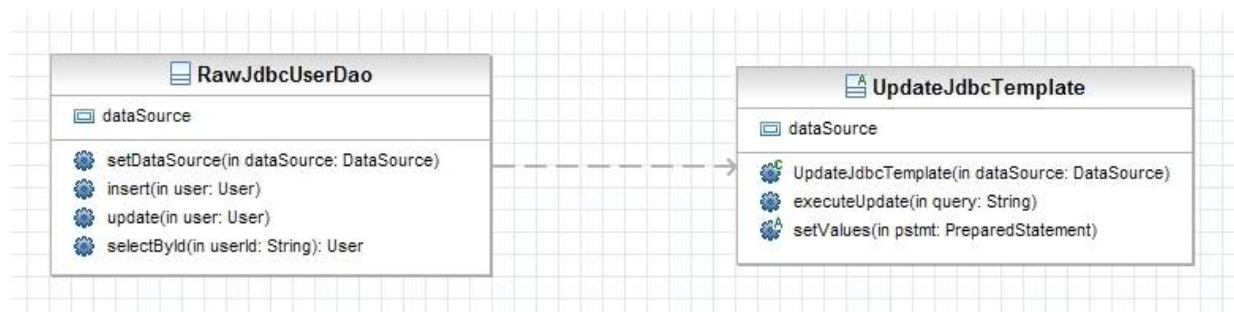 RawJdbcUserDao
dataSource
setDataSource(in dataSource: DataSource)
insert(in user: User)
update(in user: User)
selectById(in userId: String): User
A
UpdateJdbcTemplate
dataSource
C
UpdateJdbcTemplate(in dataSource: DataSource)
executeUpdate(in query: String)
A
setValues(in pstmt: PreparedStatement)